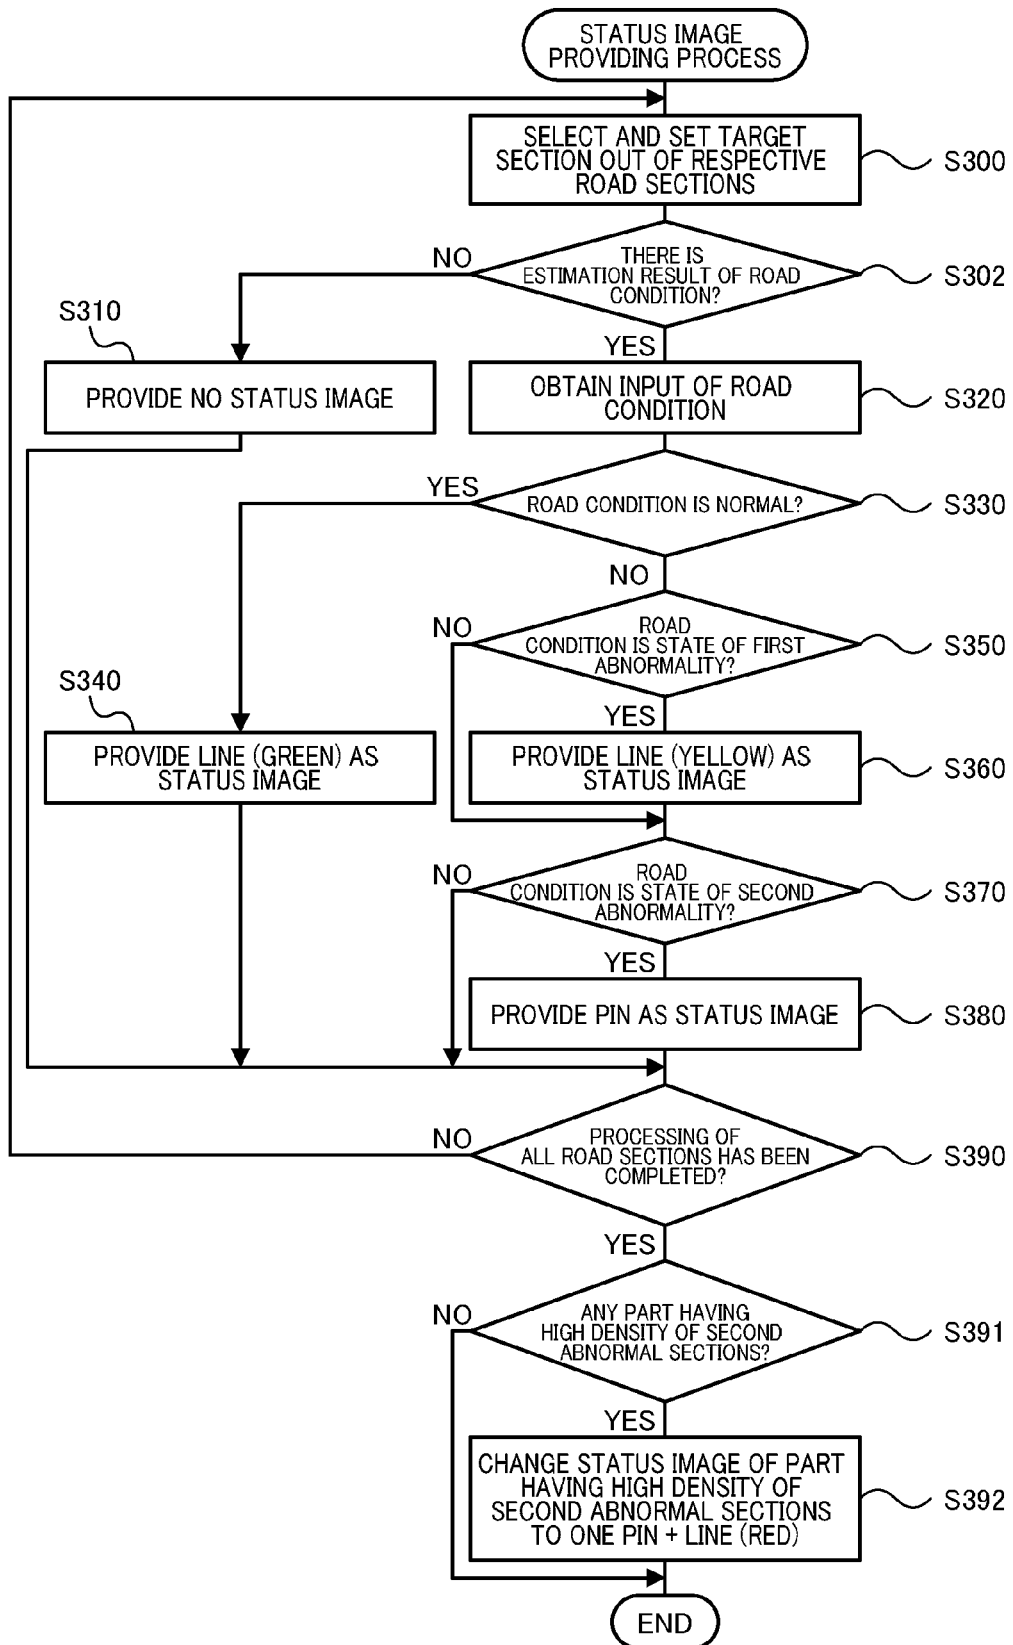 STATUS IMAGE
PROVIDING PROCESS
SELECT AND SET TARGET
SECTION OUT OF RESPECTIVE
ROAD SECTIONS
S300
NO
THERE IS
ESTIMATION RESULT OF ROAD
CONDITION?
S302
S310
YES
PROVIDE NO STATUS IMAGE
OBTAIN INPUT OF ROAD
CONDITION
S320
YES
ROAD CONDITION IS NORMAL?
S330
NO
NO
ROAD
CONDITION IS STATE OF FIRST
ABNORMALITY?
S350
S340
YES
PROVIDE LINE (GREEN) AS
STATUS IMAGE
PROVIDE LINE (YELLOW) AS
STATUS IMAGE
S360
NO
ROAD
CONDITION IS STATE OF SECOND
ABNORMALITY?
S370
YES
PROVIDE PIN AS STATUS IMAGE
S380
NO
PROCESSING OF
ALL ROAD SECTIONS HAS BEEN
COMPLETED?
S390
YES
NO
ANY PART HAVING
HIGH DENSITY OF SECOND
ABNORMAL SECTIONS?
S391
YES
CHANGE STATUS IMAGE OF PART
HAVING HIGH DENSITY OF
SECOND ABNORMAL SECTIONS
TO ONE PIN + LINE (RED)
S392
END